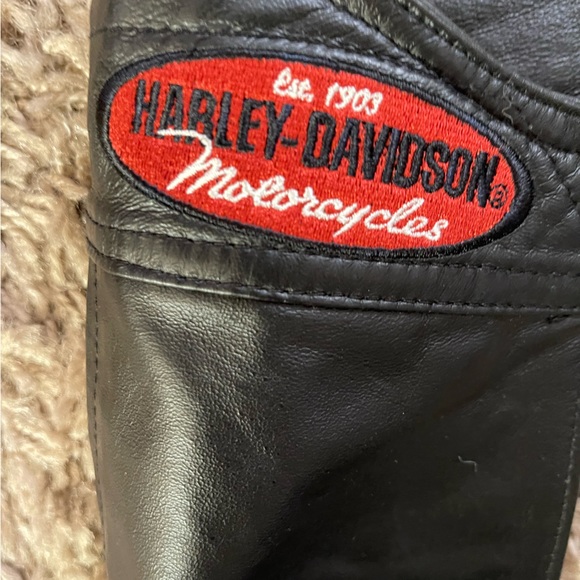 Est. 1903
HARLEY-DAVIDSON®
Motorcycles